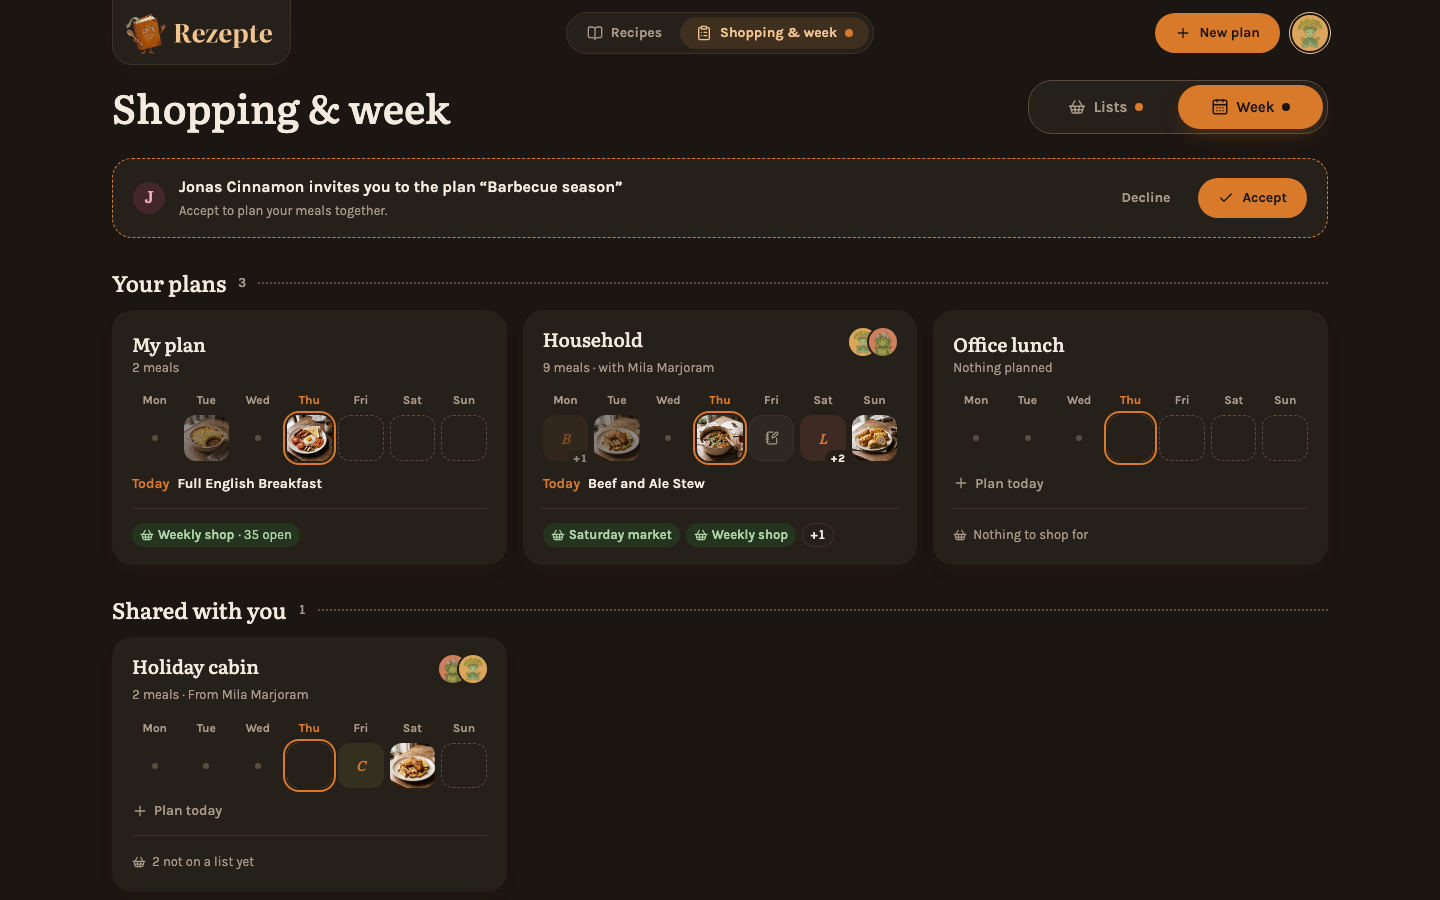 Rezepte
Recipes
Shopping & week
New plan
Shopping & week
Lists
Week
J
Jonas Cinnamon invites you to the plan “Barbecue season”
Accept to plan your meals together.
Decline
Accept
Your plans 3
My plan
2 meals
Mon Tue Wed Thu Fri Sat Sun
Today Full English Breakfast
Weekly shop · 35 open
Household
9 meals · with Mila Marjoram
Mon Tue Wed Thu Fri Sat Sun
B +1 L +2
Today Beef and Ale Stew
Saturday market Weekly shop +1
Office lunch
Nothing planned
Mon Tue Wed Thu Fri Sat Sun
Plan today
Nothing to shop for
Shared with you 1
Holiday cabin
2 meals · From Mila Marjoram
Mon Tue Wed Thu Fri Sat Sun
C
Plan today
2 not on a list yet